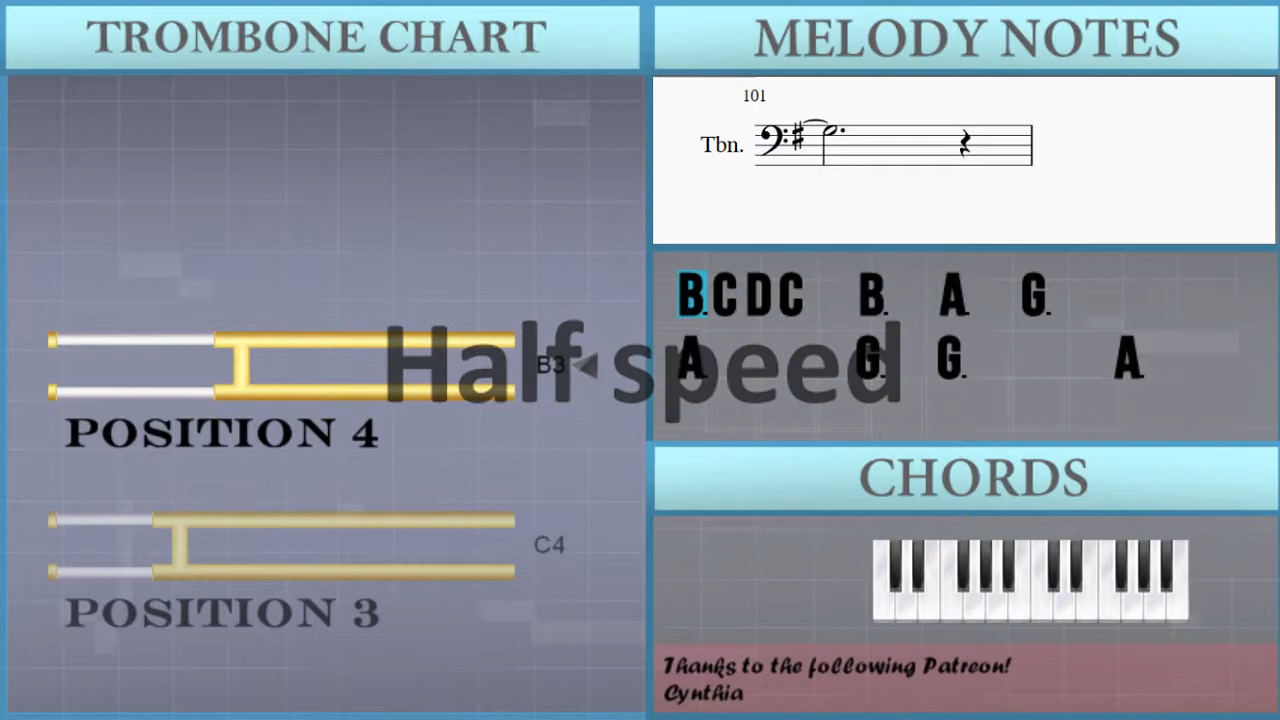 TROMBONE CHART
MELODY NOTES
101
Tbn.
B. C D C B. A. G.
A. G. G. A.
Half speed
B3
POSITION 4
CHORDS
C4
POSITION 3
Thanks to the following Patreon!
Cynthia